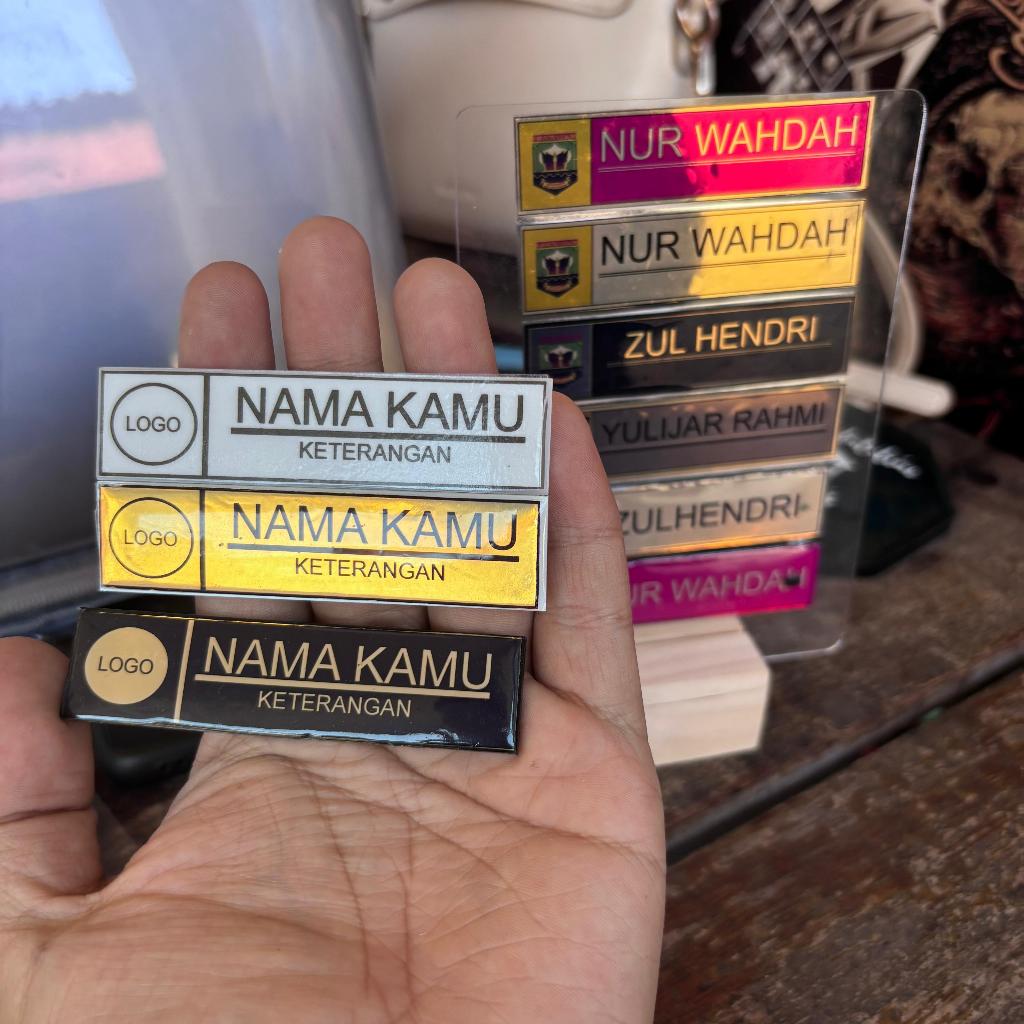 NUR WAHDAH
NUR WAHDAH
ZUL HENDRI
YULIJAR RAHMI
ZULHENDRI
NUR WAHDAH
LOGO
NAMA KAMU
KETERANGAN
LOGO
NAMA KAMU
KETERANGAN
LOGO
NAMA KAMU
KETERANGAN